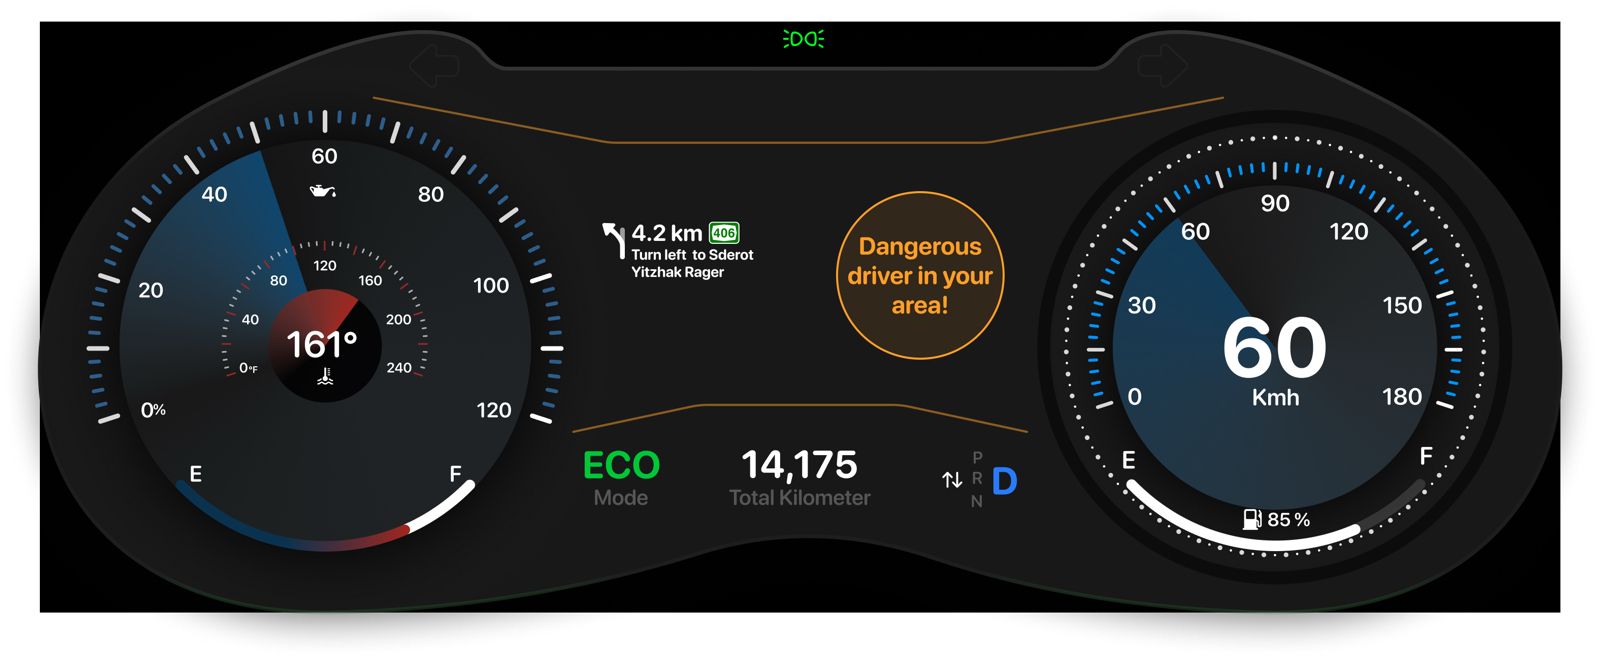 60
40
80
20
100
0%
120
120
80
160
40
200
0°F
240
161°
E
F
4.2 km 406
Turn left to Sderot
Yitzhak Rager
Dangerous
driver in your
area!
ECO
Mode
14,175
Total Kilometer
P
R
N
D
90
60
120
30
150
0
180
60
Kmh
E
F
85%